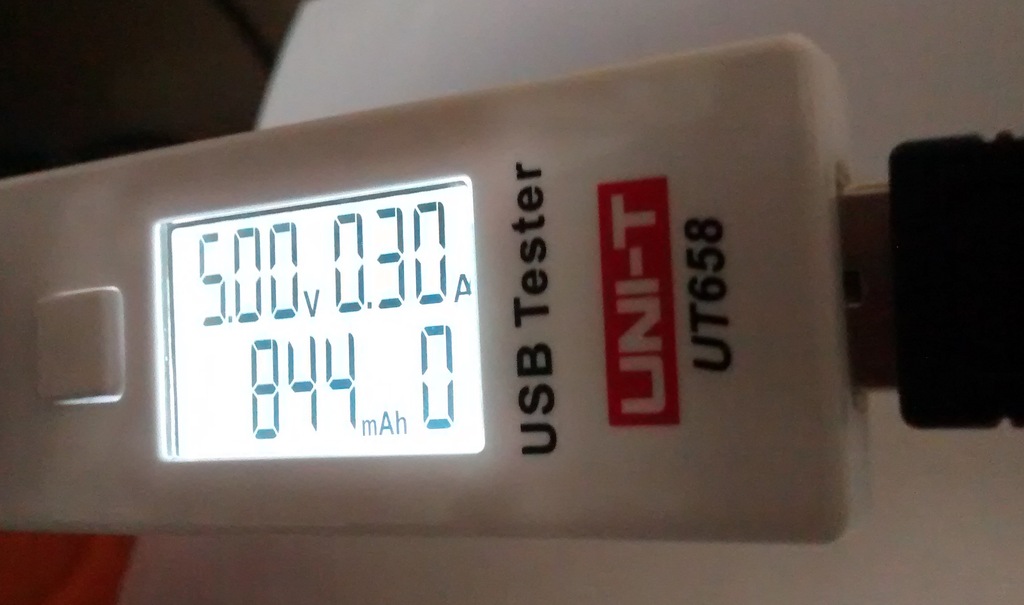 5.00V 0.30A
844mAh 0
USB Tester
UNI-T
UT658